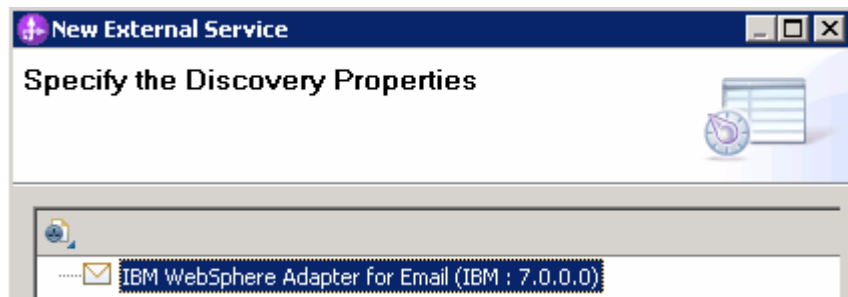 New External Service
Specify the Discovery Properties
IBM WebSphere Adapter for Email (IBM : 7.0.0.0)